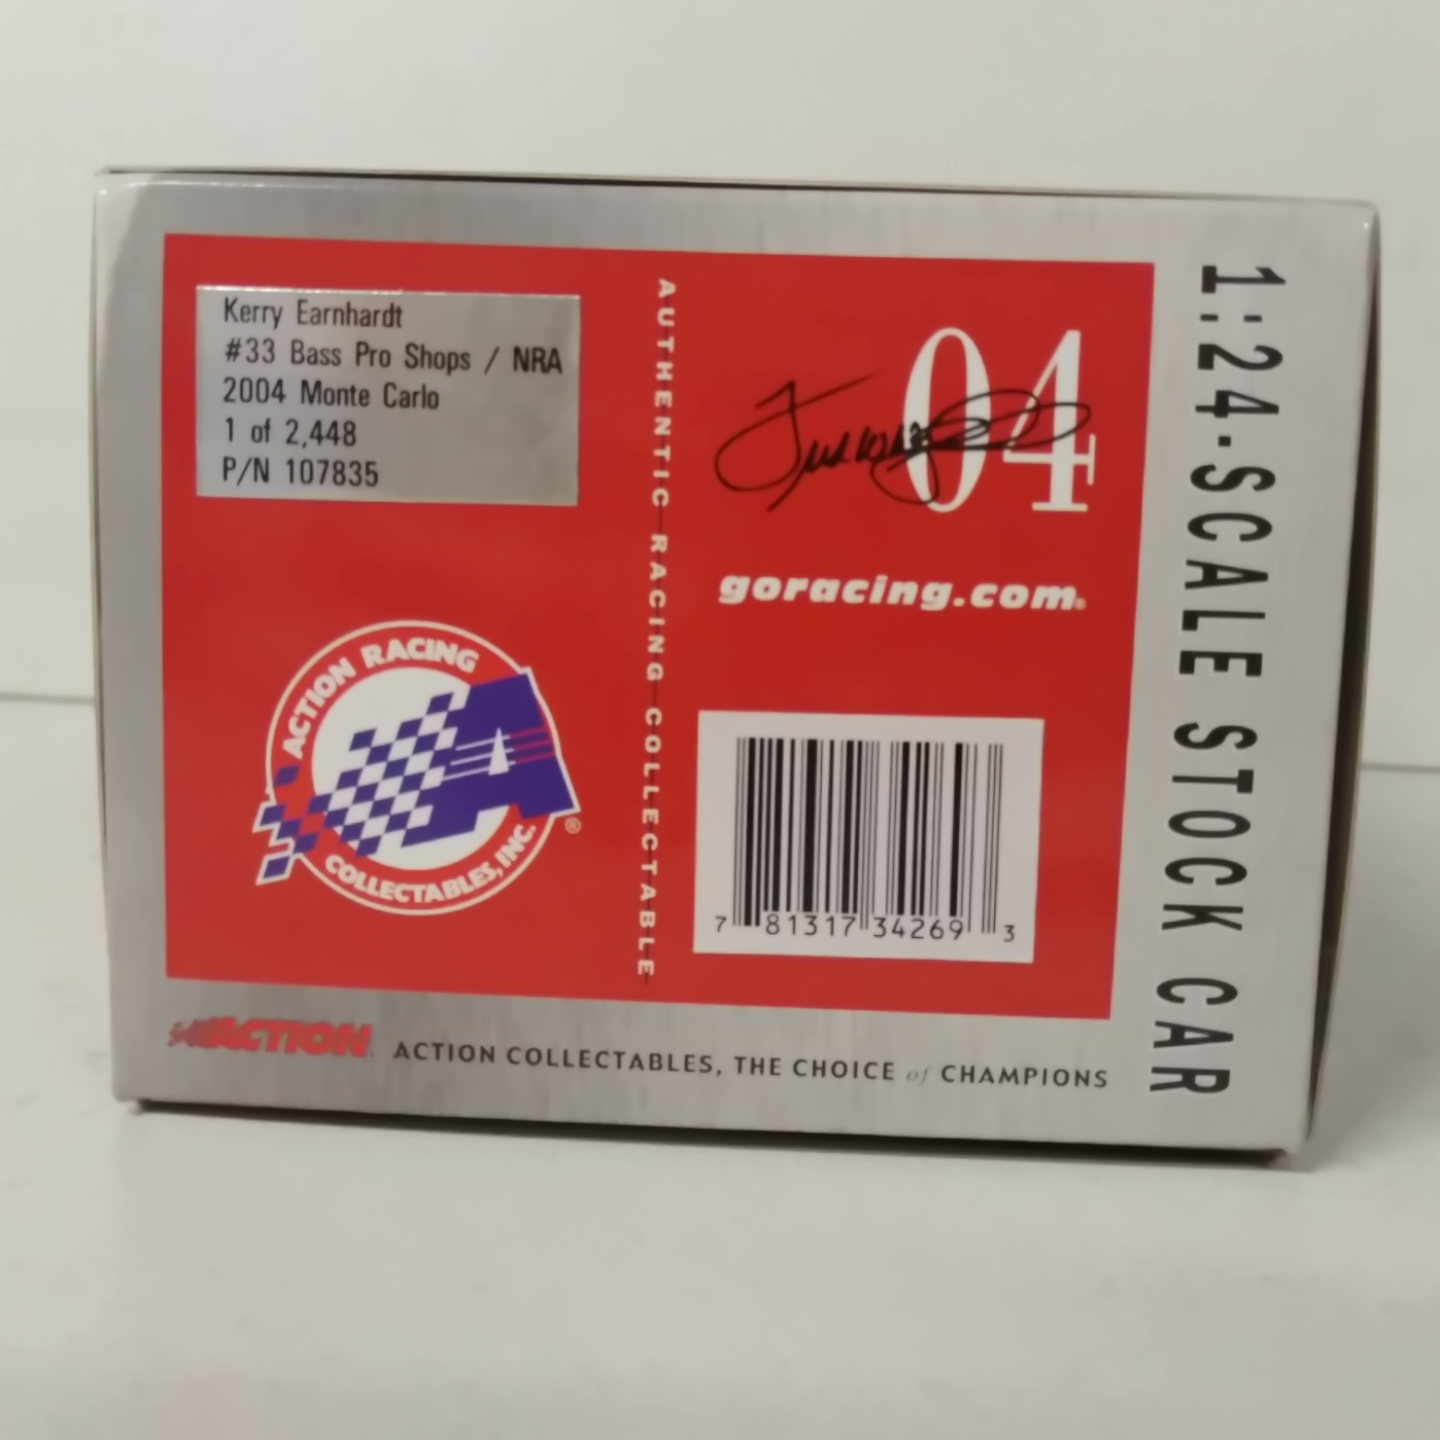 Kerry Earnhardt
#33 Bass Pro Shops / NRA
2004 Monte Carlo
1 of 2,448
P/N 107835
AUTHENTIC RACING COLLECTABLE
04
goracing.com®
ACTION RACING
COLLECTABLES, INC.
®
7 81317 34269 3
1:24-SCALE STOCK CAR
ACTION
ACTION COLLECTABLES, THE CHOICE of CHAMPIONS